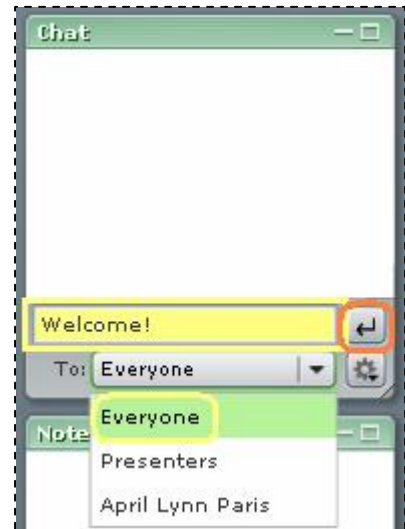 Chat
Welcome!
To: Everyone
Everyone
Note
Presenters
April Lynn Paris